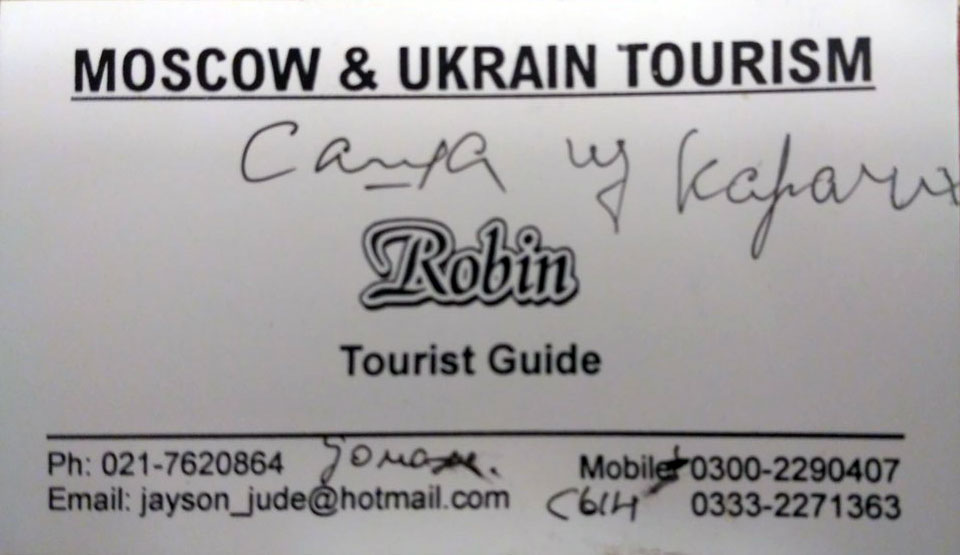 MOSCOW & UKRAIN TOURISM
из Карачи
Robin
Tourist Guide
Ph: 021-7620864 дома Mobile: 0300-2290407
Email: jayson_jude@hotmail.com сын 0333-2271363